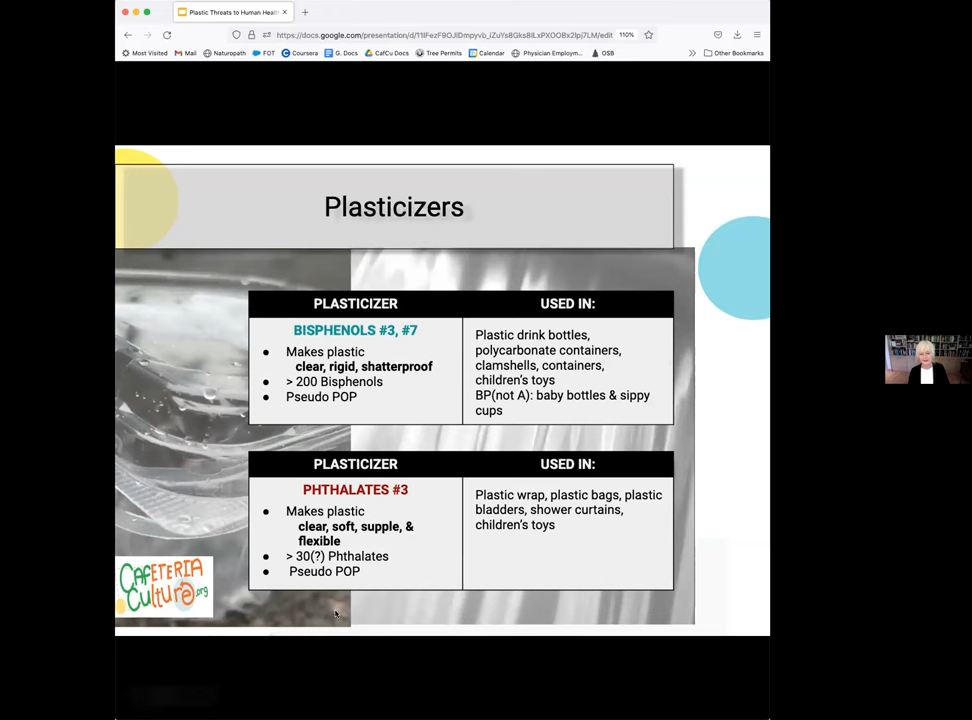 Plastic Threats to Human Healt
https://docs.google.com/presentation/d/11lFezF9OJlDmpyvb_iZuYs8Gks8ILxPXOOBx2lpj7LM/edit
110%
Most Visited
Mail
Naturopath
FOT
Coursera
G. Docs
CafCu Docs
Tree Permits
Calendar
Physician Employm...
OSB
Other Bookmarks
Plasticizers
PLASTICIZER
USED IN:
BISPHENOLS #3, #7
● Makes plastic
clear, rigid, shatterproof
● > 200 Bisphenols
● Pseudo POP
Plastic drink bottles,
polycarbonate containers,
clamshells, containers,
children's toys
BP(not A): baby bottles & sippy
cups
PLASTICIZER
USED IN:
PHTHALATES #3
● Makes plastic
clear, soft, supple, &
flexible
● > 30(?) Phthalates
● Pseudo POP
Plastic wrap, plastic bags, plastic
bladders, shower curtains,
children's toys
CAFETERIA
CULTURE.org